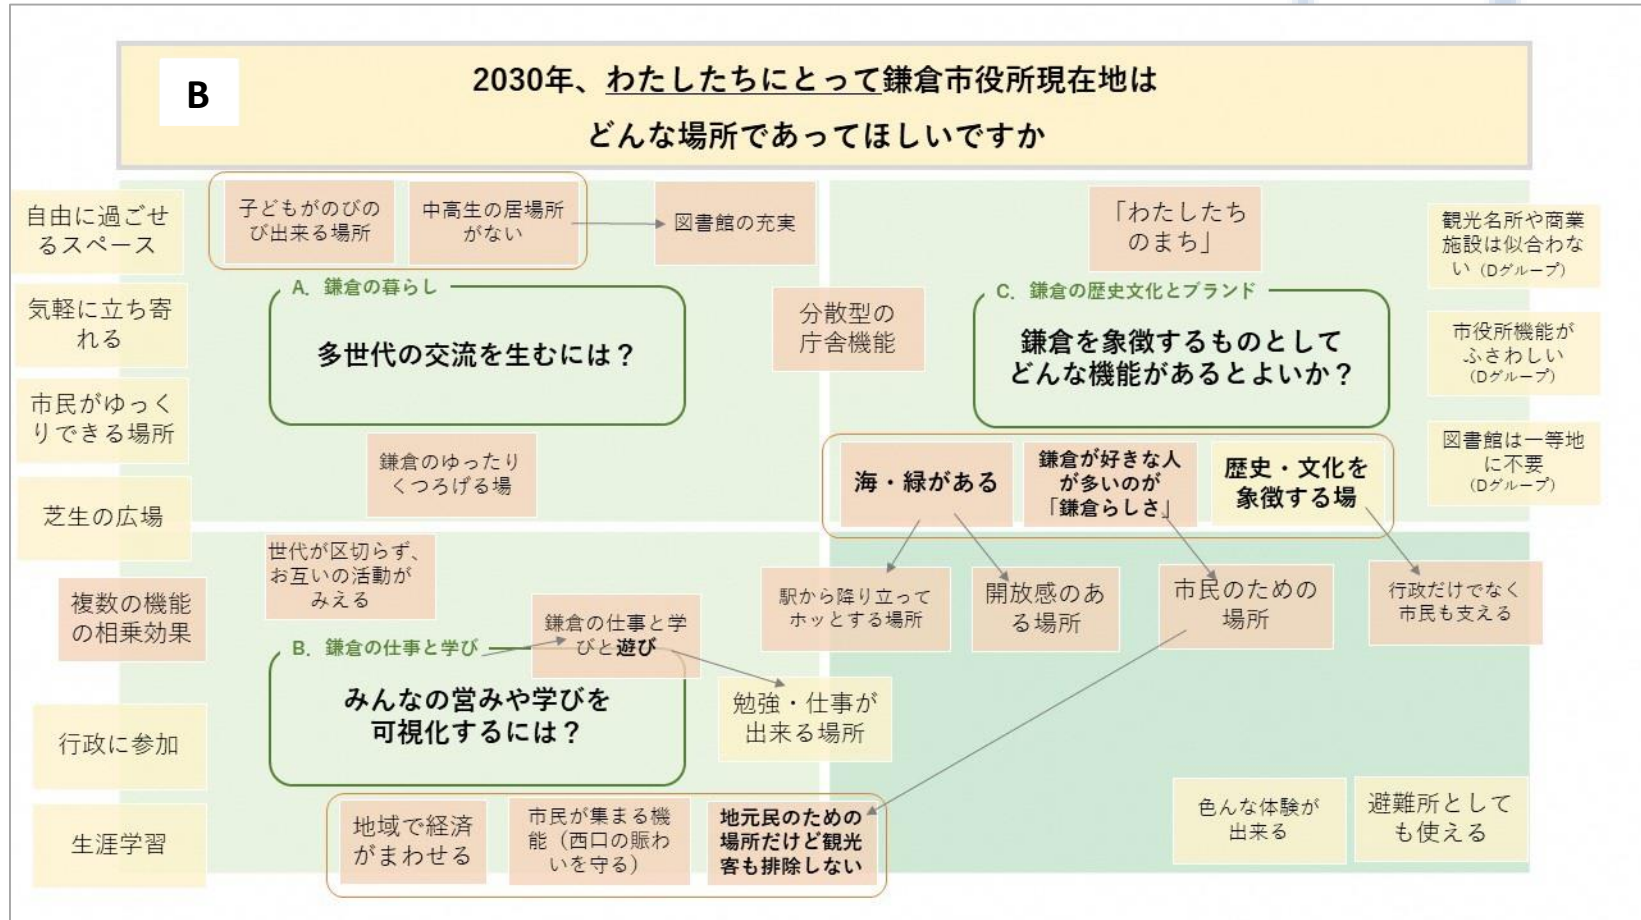 B
2030年、わたしたちにとって鎌倉市役所現在地は
どんな場所であってほしいですか
自由に過ごせ
るスペース
気軽に立ち寄
れる
市民がゆっく
りできる場所
芝生の広場
複数の機能
の相乗効果
行政に参加
生涯学習
子どもがのびの
び出来る場所
中高生の居場所
がない
図書館の充実
A. 鎌倉の暮らし
多世代の交流を生むには？
鎌倉のゆったり
くつろげる場
分散型の
庁舎機能
「わたしたち
のまち」
C. 鎌倉の歴史文化とブランド
鎌倉を象徴するものとして
どんな機能があるとよいか？
観光名所や商業
施設は似合わな
い（Dグループ）
市役所機能が
ふさわしい
（Dグループ）
図書館は一等地
に不要
（Dグループ）
海・緑がある
鎌倉が好きな人
が多いのが
「鎌倉らしさ」
歴史・文化を
象徴する場
世代が区切らず、
お互いの活動が
みえる
B. 鎌倉の仕事と学び
鎌倉の仕事と学
びと遊び
みんなの営みや学びを
可視化するには？
勉強・仕事が
出来る場所
駅から降り立って
ホッとする場所
開放感のあ
る場所
市民のための
場所
行政だけでなく
市民も支える
地域で経済
がまわせる
市民が集まる機
能（西口の賑わ
いを守る）
地元民のための
場所だけど観光
客も排除しない
色んな体験が
出来る
避難所として
も使える